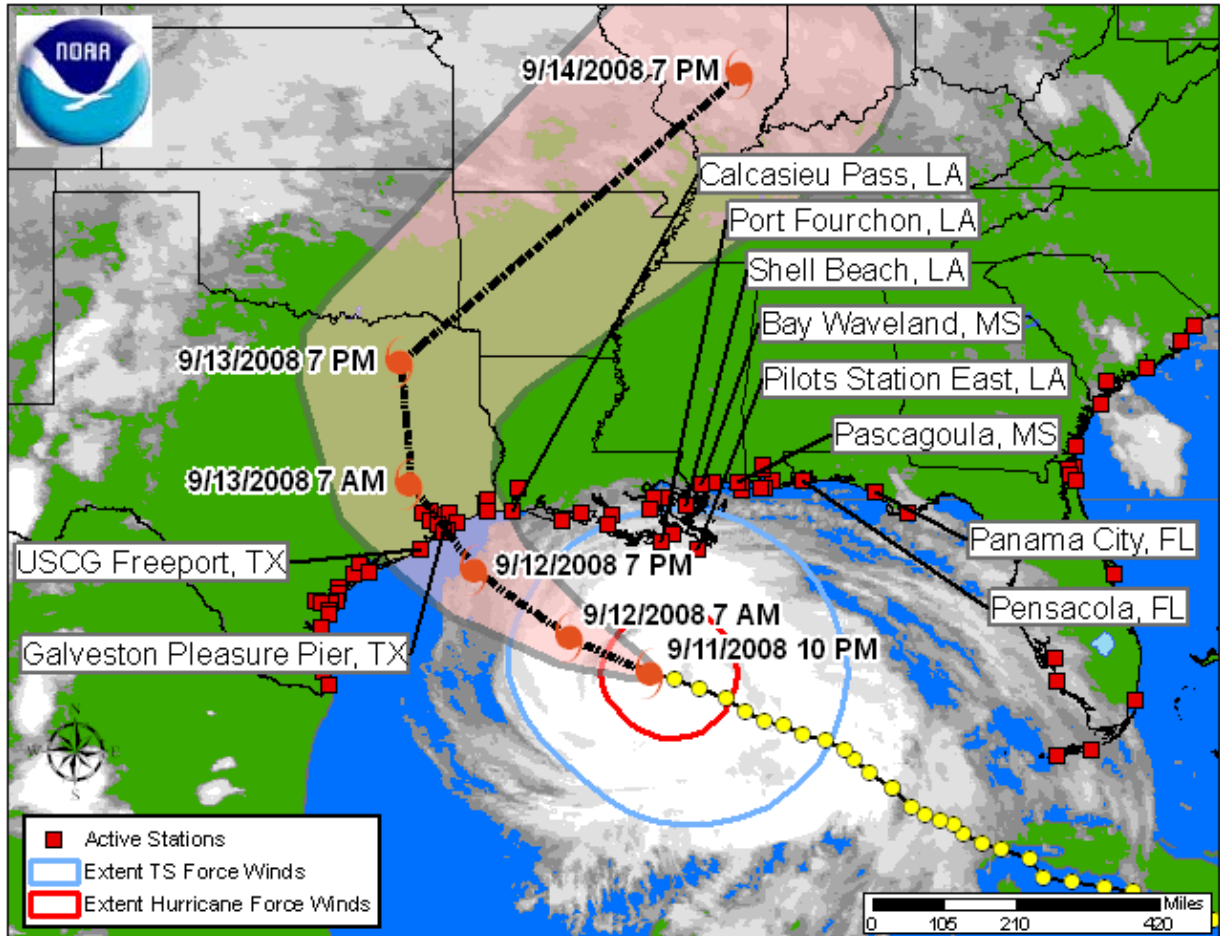 NOAA
9/14/2008 7 PM
Calcasieu Pass, LA
Port Fourchon, LA
Shell Beach, LA
Bay Waveland, MS
Pilots Station East, LA
9/13/2008 7 PM
Pascagoula, MS
9/13/2008 7 AM
USCG Freeport, TX
Panama City, FL
9/12/2008 7 PM
Pensacola, FL
9/12/2008 7 AM
Galveston Pleasure Pier, TX
9/11/2008 10 PM
S
W E
S
Active Stations
Extent TS Force Winds
Extent Hurricane Force Winds
Miles
0 105 210 420